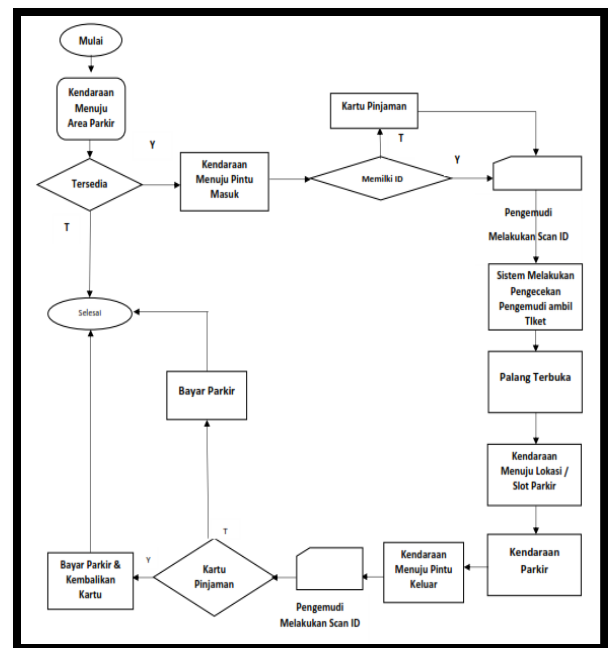 Mulai
Kendaraan
Menuju
Area Parkir
Tersedia
Y
T
Kendaraan
Menuju Pintu
Masuk
Memilki ID
T
Kartu Pinjaman
Y
Pengemudi
Melakukan Scan ID
Sistem Melakukan
Pengecekan
Pengemudi ambil
TIket
Palang Terbuka
Kendaraan
Menuju Lokasi /
Slot Parkir
Kendaraan
Parkir
Kendaraan
Menuju Pintu
Keluar
Pengemudi
Melakukan Scan ID
Kartu
Pinjaman
T
Bayar Parkir
Y
Bayar Parkir &
Kembalikan
Kartu
Selesai